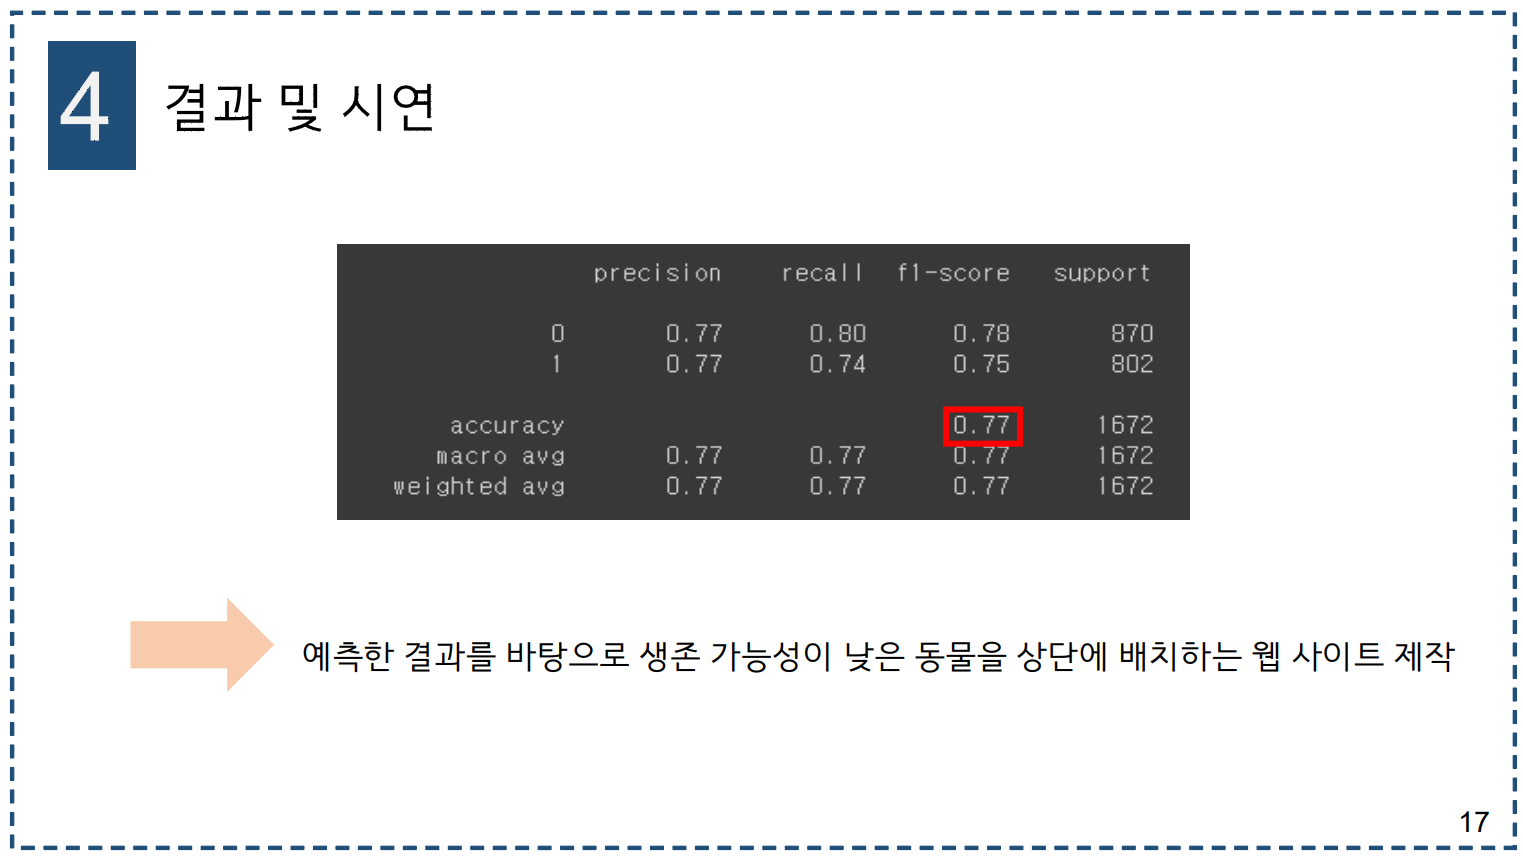 4
결과 및 시연
precision recall f1-score support
0 0.77 0.80 0.78 870
1 0.77 0.74 0.75 802
accuracy 0.77 1672
macro avg 0.77 0.77 0.77 1672
weighted avg 0.77 0.77 0.77 1672
예측한 결과를 바탕으로 생존 가능성이 낮은 동물을 상단에 배치하는 웹 사이트 제작
17